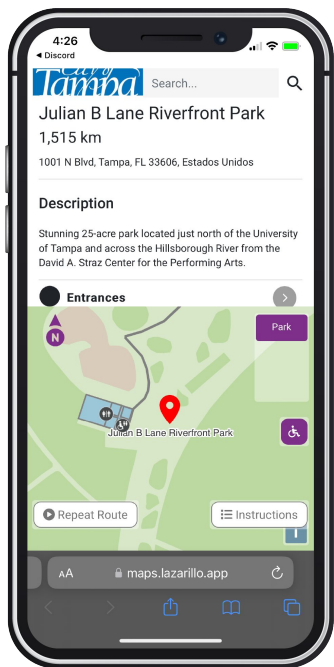 4:26
Discord
City of
Tampa
Search...
Julian B Lane Riverfront Park
1,515 km
1001 N Blvd, Tampa, FL 33606, Estados Unidos
Description
Stunning 25-acre park located just north of the University
of Tampa and across the Hillsborough River from the
David A. Straz Center for the Performing Arts.
Entrances
Park
N
Julian B Lane Riverfront Park
Repeat Route
Instructions
AA
maps.lazarillo.app